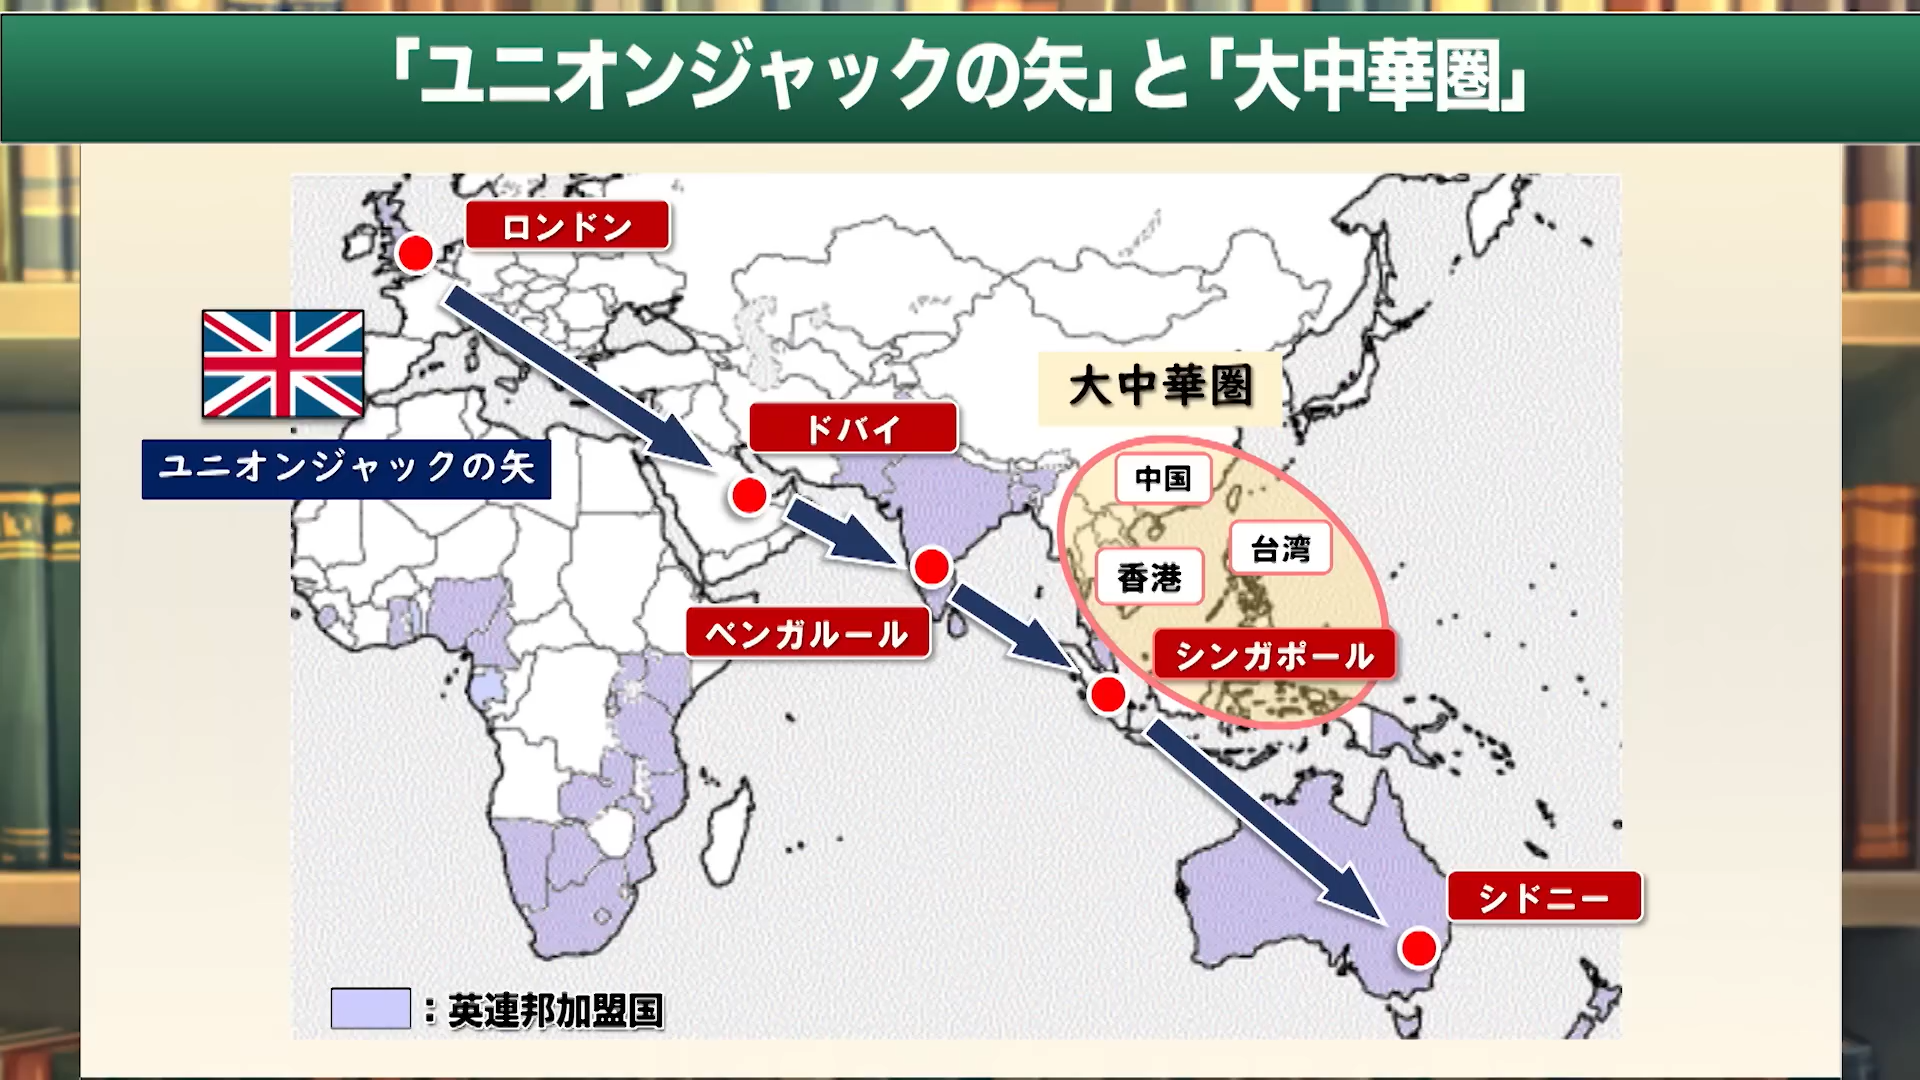 「ユニオンジャックの矢」と「大中華圏」
ロンドン
ユニオンジャックの矢
ドバイ
大中華圏
中国
台湾
香港
ベンガルール
シンガポール
シドニー
：英連邦加盟国